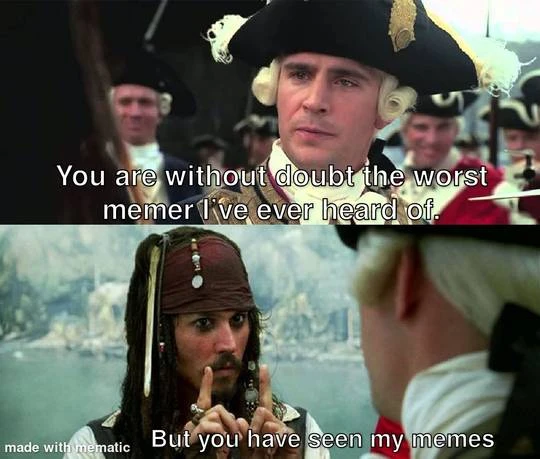 You are without doubt the worst
memer I've ever heard of.
But you have seen my memes
made with mematic